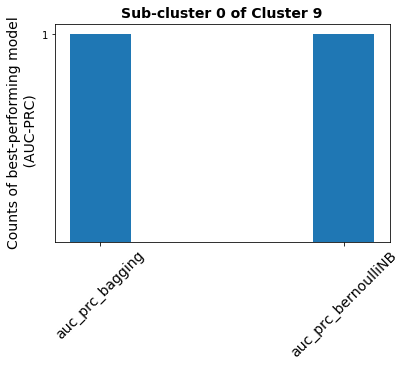 Sub-cluster 0 of Cluster 9
Counts of best-performing model
(AUC-PRC)
1
auc_prc_bagging
auc_prc_bernoulliNB